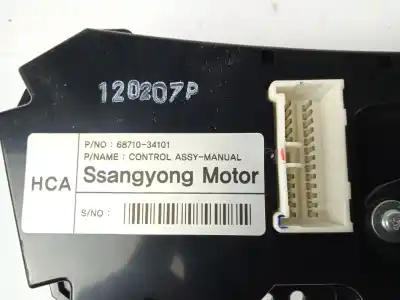 120207P
P/NO : 68710-34101
P/NAME : CONTROL ASSY-MANUAL
HCA
Ssangyong Motor
S/NO :